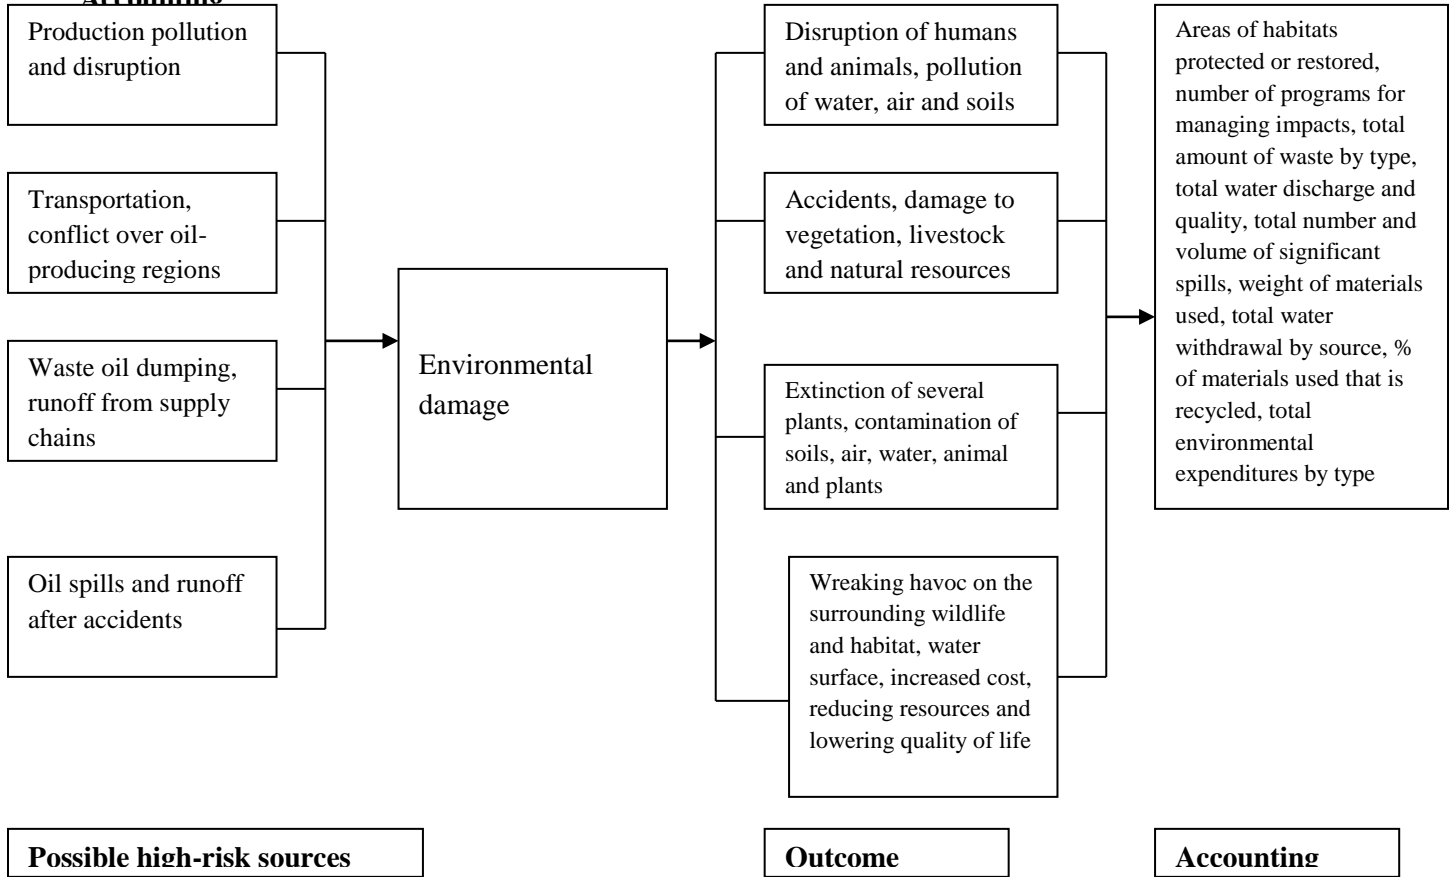 Accounting
Production pollution
and disruption
Transportation,
conflict over oil-
producing regions
Waste oil dumping,
runoff from supply
chains
Oil spills and runoff
after accidents
Environmental
damage
Disruption of humans
and animals, pollution
of water, air and soils
Accidents, damage to
vegetation, livestock
and natural resources
Extinction of several
plants, contamination of
soils, air, water, animal
and plants
Wreaking havoc on the
surrounding wildlife
and habitat, water
surface, increased cost,
reducing resources and
lowering quality of life
Areas of habitats
protected or restored,
number of programs for
managing impacts, total
amount of waste by type,
total water discharge and
quality, total number and
volume of significant
spills, weight of materials
used, total water
withdrawal by source, %
of materials used that is
recycled, total
environmental
expenditures by type
Possible high-risk sources
Outcome
Accounting